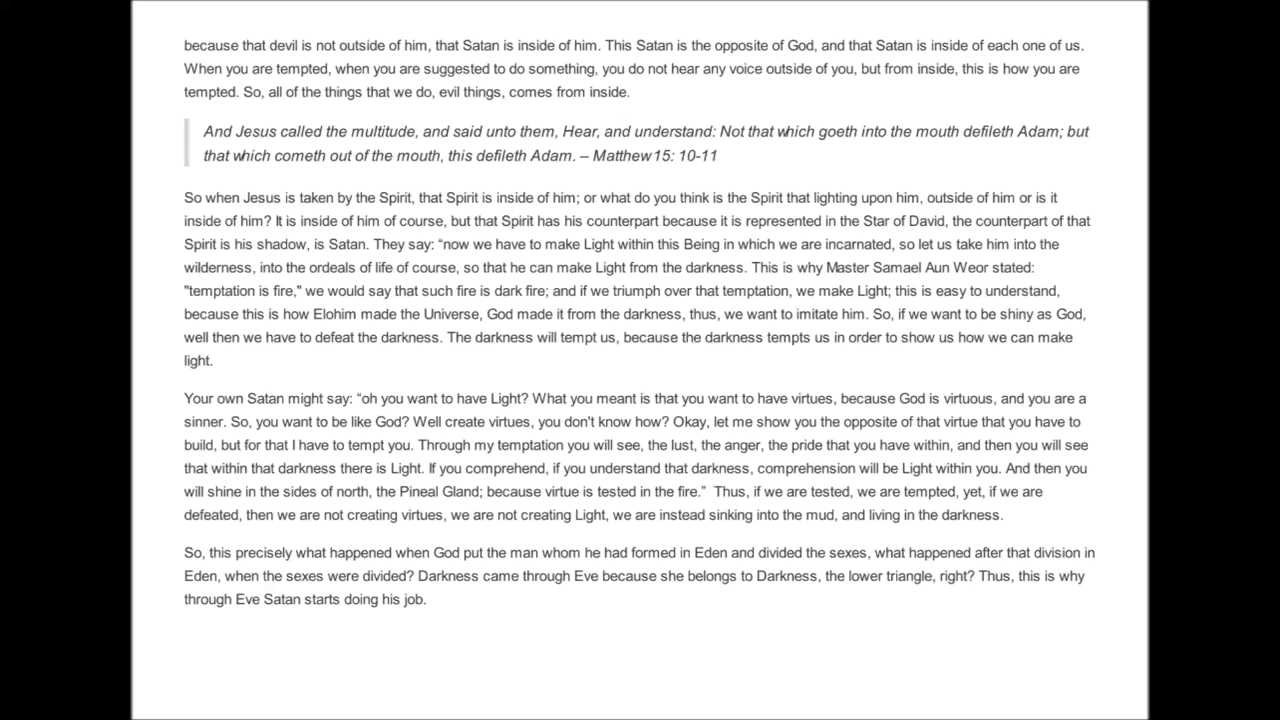 because that devil is not outside of him, that Satan is inside of him. This Satan is the opposite of God, and that Satan is inside of each one of us.
When you are tempted, when you are suggested to do something, you do not hear any voice outside of you, but from inside, this is how you are
tempted. So, all of the things that we do, evil things, comes from inside.
And Jesus called the multitude, and said unto them, Hear, and understand: Not that which goeth into the mouth defileth Adam; but
that which cometh out of the mouth, this defileth Adam. – Matthew 15: 10-11
So when Jesus is taken by the Spirit, that Spirit is inside of him; or what do you think is the Spirit that lighting upon him, outside of him or is it
inside of him? It is inside of him of course, but that Spirit has his counterpart because it is represented in the Star of David, the counterpart of that
Spirit is his shadow, is Satan. They say: “now we have to make Light within this Being in which we are incarnated, so let us take him into the
wilderness, into the ordeals of life of course, so that he can make Light from the darkness. This is why Master Samael Aun Weor stated:
"temptation is fire," we would say that such fire is dark fire; and if we triumph over that temptation, we make Light; this is easy to understand,
because this is how Elohim made the Universe, God made it from the darkness, thus, we want to imitate him. So, if we want to be shiny as God,
well then we have to defeat the darkness. The darkness will tempt us, because the darkness tempts us in order to show us how we can make
light.
Your own Satan might say: “oh you want to have Light? What you meant is that you want to have virtues, because God is virtuous, and you are a
sinner. So, you want to be like God? Well create virtues, you don't know how? Okay, let me show you the opposite of that virtue that you have to
build, but for that I have to tempt you. Through my temptation you will see, the lust, the anger, the pride that you have within, and then you will see
that within that darkness there is Light. If you comprehend, if you understand that darkness, comprehension will be Light within you. And then you
will shine in the sides of north, the Pineal Gland; because virtue is tested in the fire.”  Thus, if we are tested, we are tempted, yet, if we are
defeated, then we are not creating virtues, we are not creating Light, we are instead sinking into the mud, and living in the darkness.
So, this precisely what happened when God put the man whom he had formed in Eden and divided the sexes, what happened after that division in
Eden, when the sexes were divided? Darkness came through Eve because she belongs to Darkness, the lower triangle, right? Thus, this is why
through Eve Satan starts doing his job.